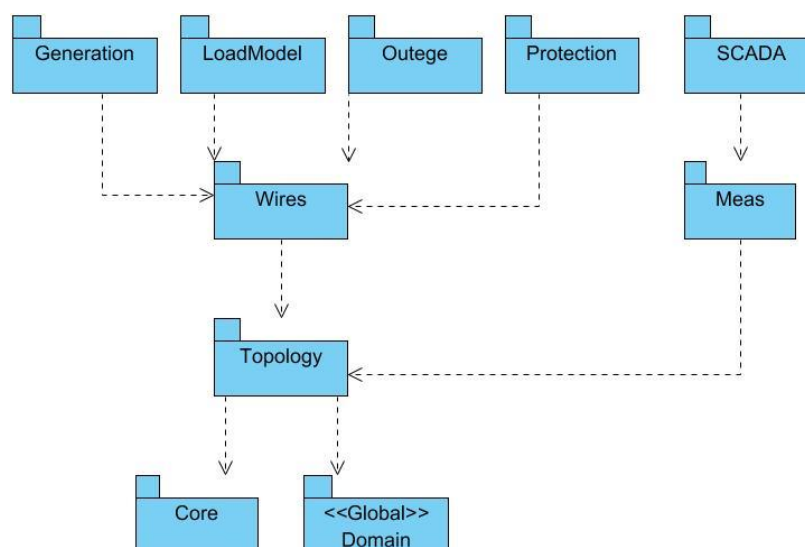 Generation
LoadModel
Outege
Protection
SCADA
Wires
Meas
Topology
Core
<<Global>>
Domain